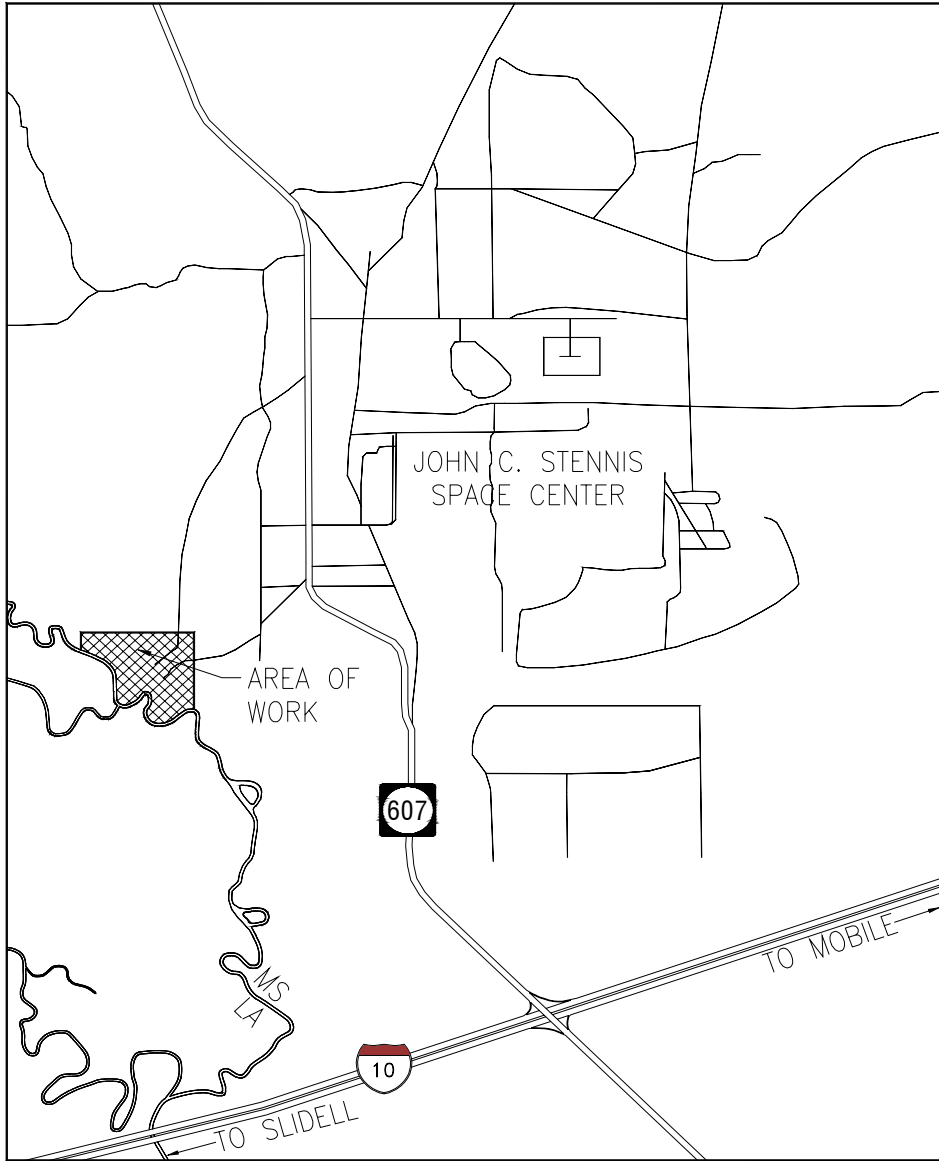 JOHN C. STENNIS
SPACE CENTER
AREA OF
WORK
607
TO MOBILE
MS
LA
10
TO SLIDELL